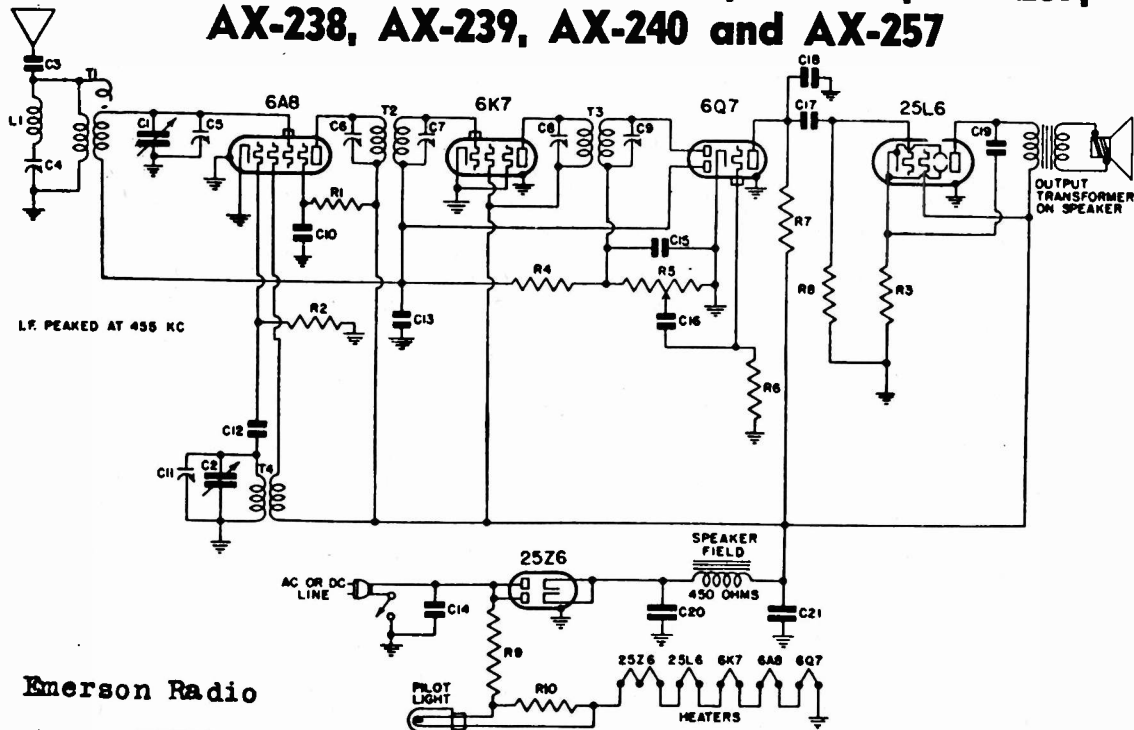 AX-238, AX-239, AX-240 and AX-257
C3
T1
L1
C4
C1
C5
6A8
C6
T2
C7
6K7
C8
T3
C9
6Q7
C18
C17
25L6
C19
OUTPUT
TRANSFORMER
ON SPEAKER
R1
C10
R7
C15
R4
R5
R8
R3
C16
R2
C13
I.F. PEAKED AT 455 KC
R6
C12
C11
C2
T4
25Z6
SPEAKER
FIELD
450 OHMS
AC OR DC
LINE
C14
C20
C21
R9
25Z6 25L6 6K7 6A8 6Q7
HEATERS
Emerson Radio
PILOT
LIGHT
R10